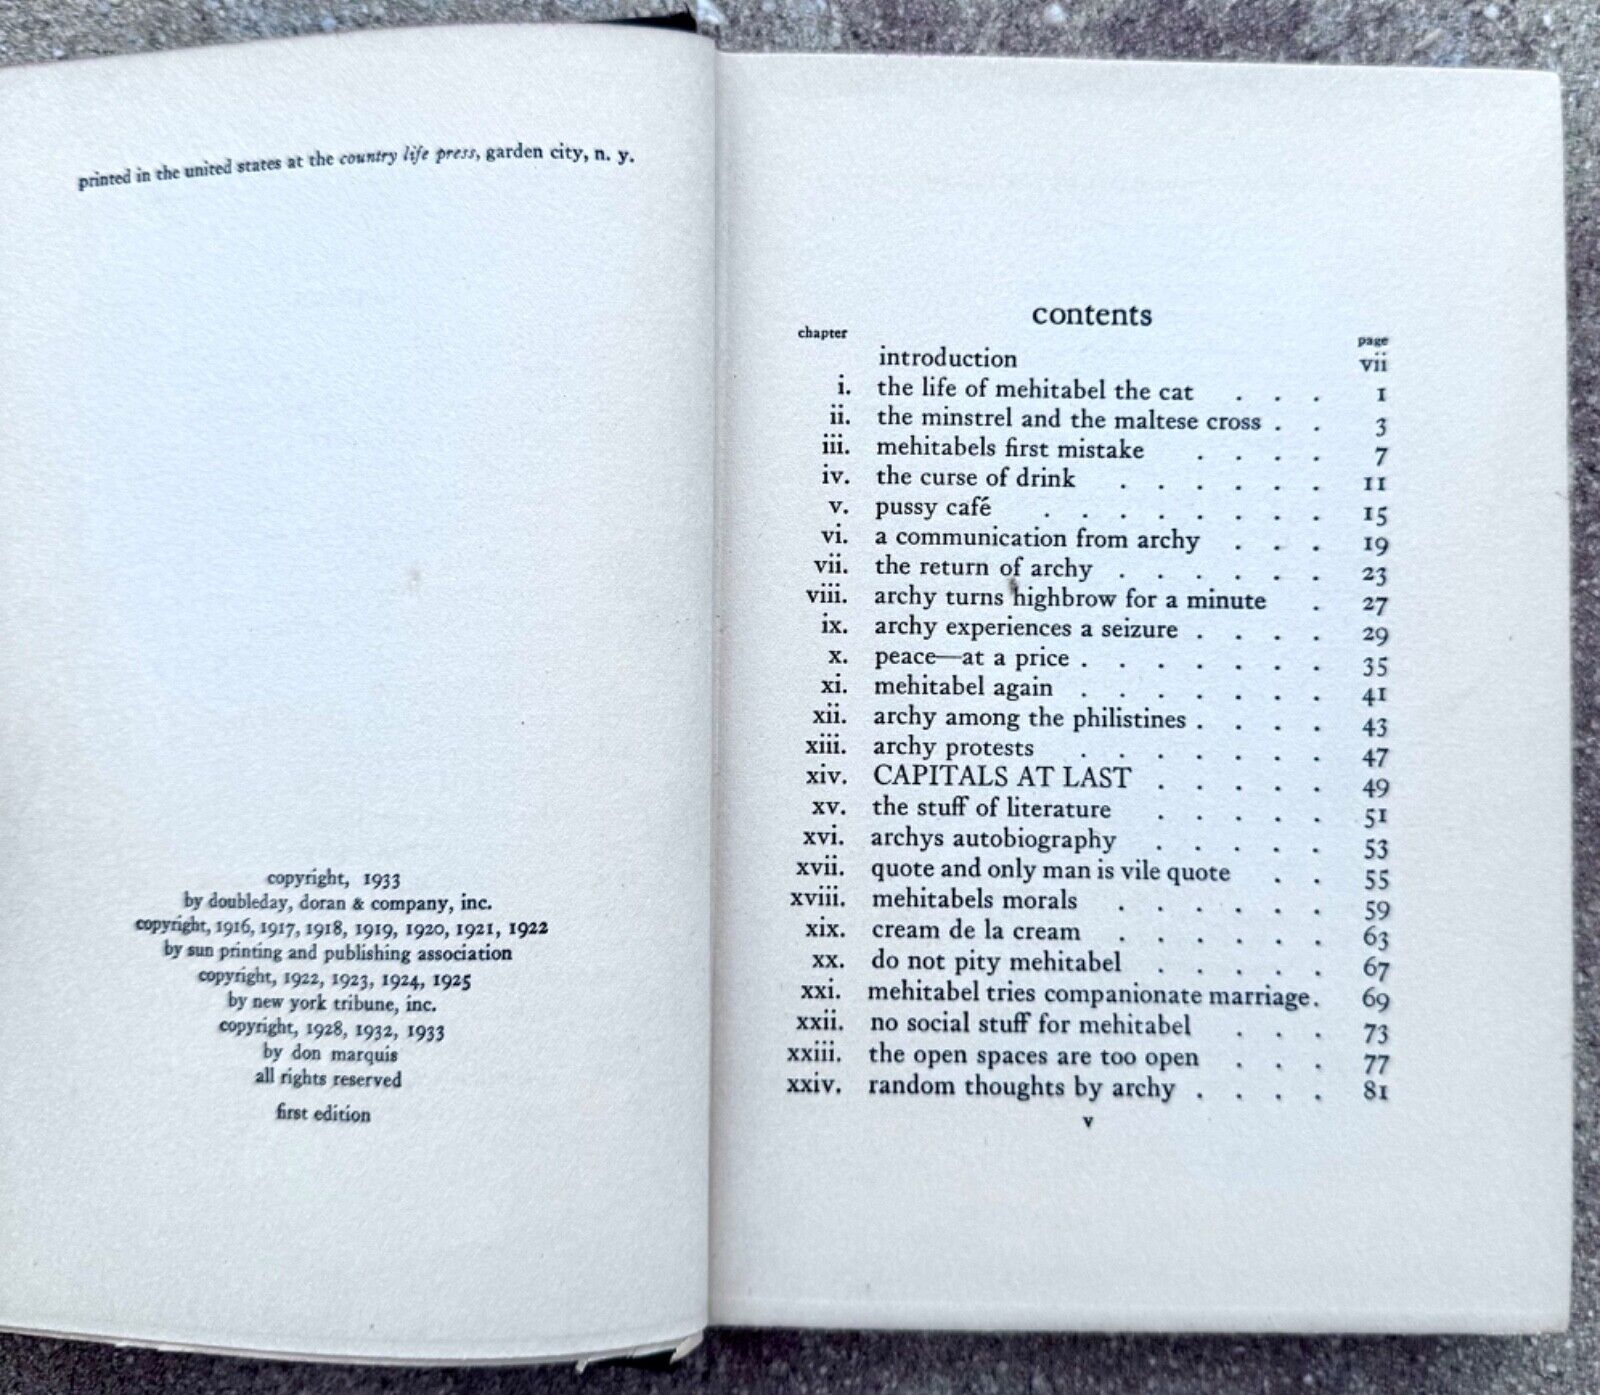 printed in the united states at the country life press, garden city, n. y.
copyright, 1933
by doubleday, doran & company, inc.
copyright, 1916, 1917, 1918, 1919, 1920, 1921, 1922
by sun printing and publishing association
copyright, 1922, 1923, 1924, 1925
by new york tribune, inc.
copyright, 1928, 1932, 1933
by don marquis
all rights reserved
first edition
contents
chapter page
introduction vii
i. the life of mehitabel the cat . . . 1
ii. the minstrel and the maltese cross . . 3
iii. mehitabels first mistake . . . . 7
iv. the curse of drink . . . . . . 11
v. pussy café . . . . . . . . 15
vi. a communication from archy . . . 19
vii. the return of archy . . . . . . 23
viii. archy turns highbrow for a minute . 27
ix. archy experiences a seizure . . . . 29
x. peace—at a price . . . . . . . 35
xi. mehitabel again . . . . . . . 41
xii. archy among the philistines . . . . 43
xiii. archy protests . . . . . . . 47
xiv. CAPITALS AT LAST . . . . . 49
xv. the stuff of literature . . . . . 51
xvi. archys autobiography . . . . . 53
xvii. quote and only man is vile quote . . 55
xviii. mehitabels morals . . . . . . 59
xix. cream de la cream . . . . . . 63
xx. do not pity mehitabel . . . . . 67
xxi. mehitabel tries companionate marriage . 69
xxii. no social stuff for mehitabel . . . 73
xxiii. the open spaces are too open . . . 77
xxiv. random thoughts by archy . . . . 81
v